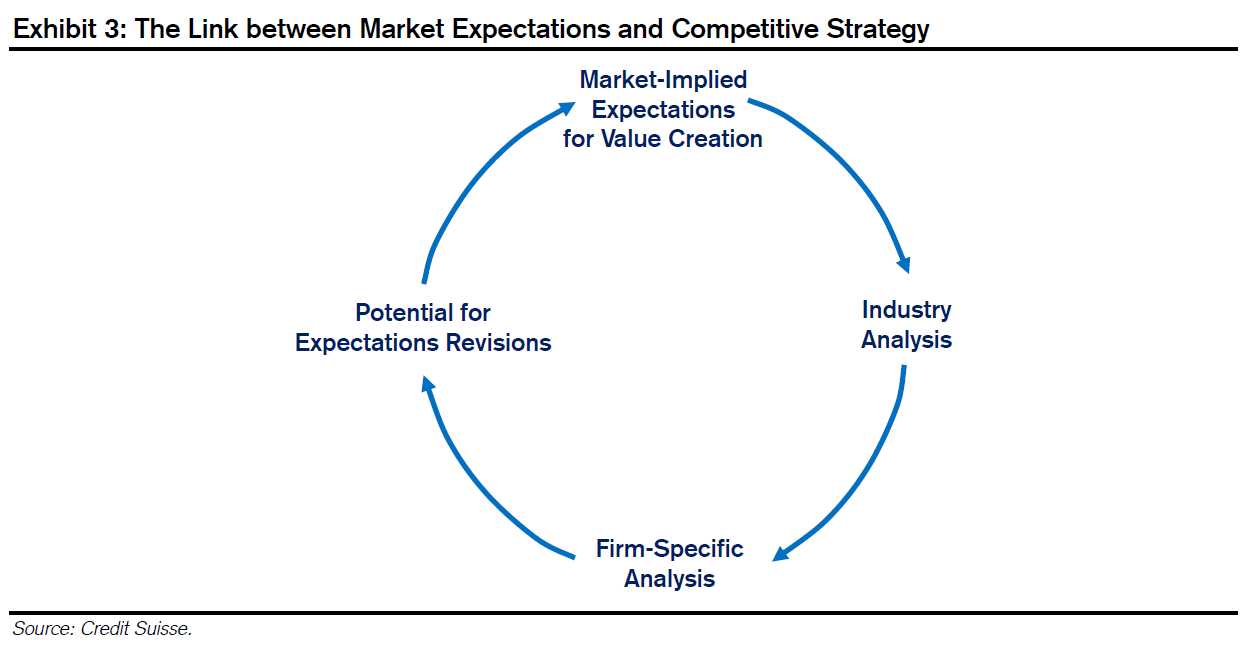 Exhibit 3: The Link between Market Expectations and Competitive Strategy
Market-Implied
Expectations
for Value Creation
Industry
Analysis
Firm-Specific
Analysis
Potential for
Expectations Revisions
Source: Credit Suisse.